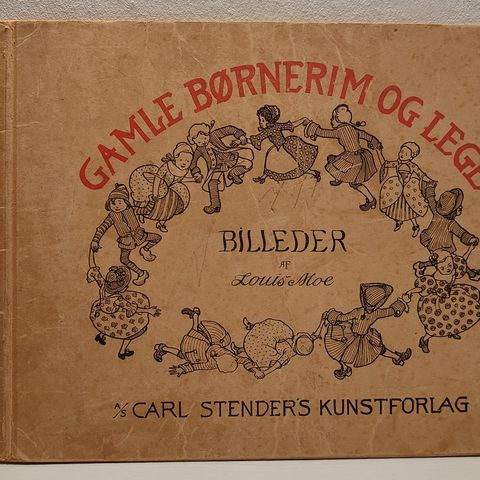 GAMLE BØRNERIM OG LEGE
BILLEDER
AF
Louis Moe
A/S CARL STENDER'S KUNSTFORLAG